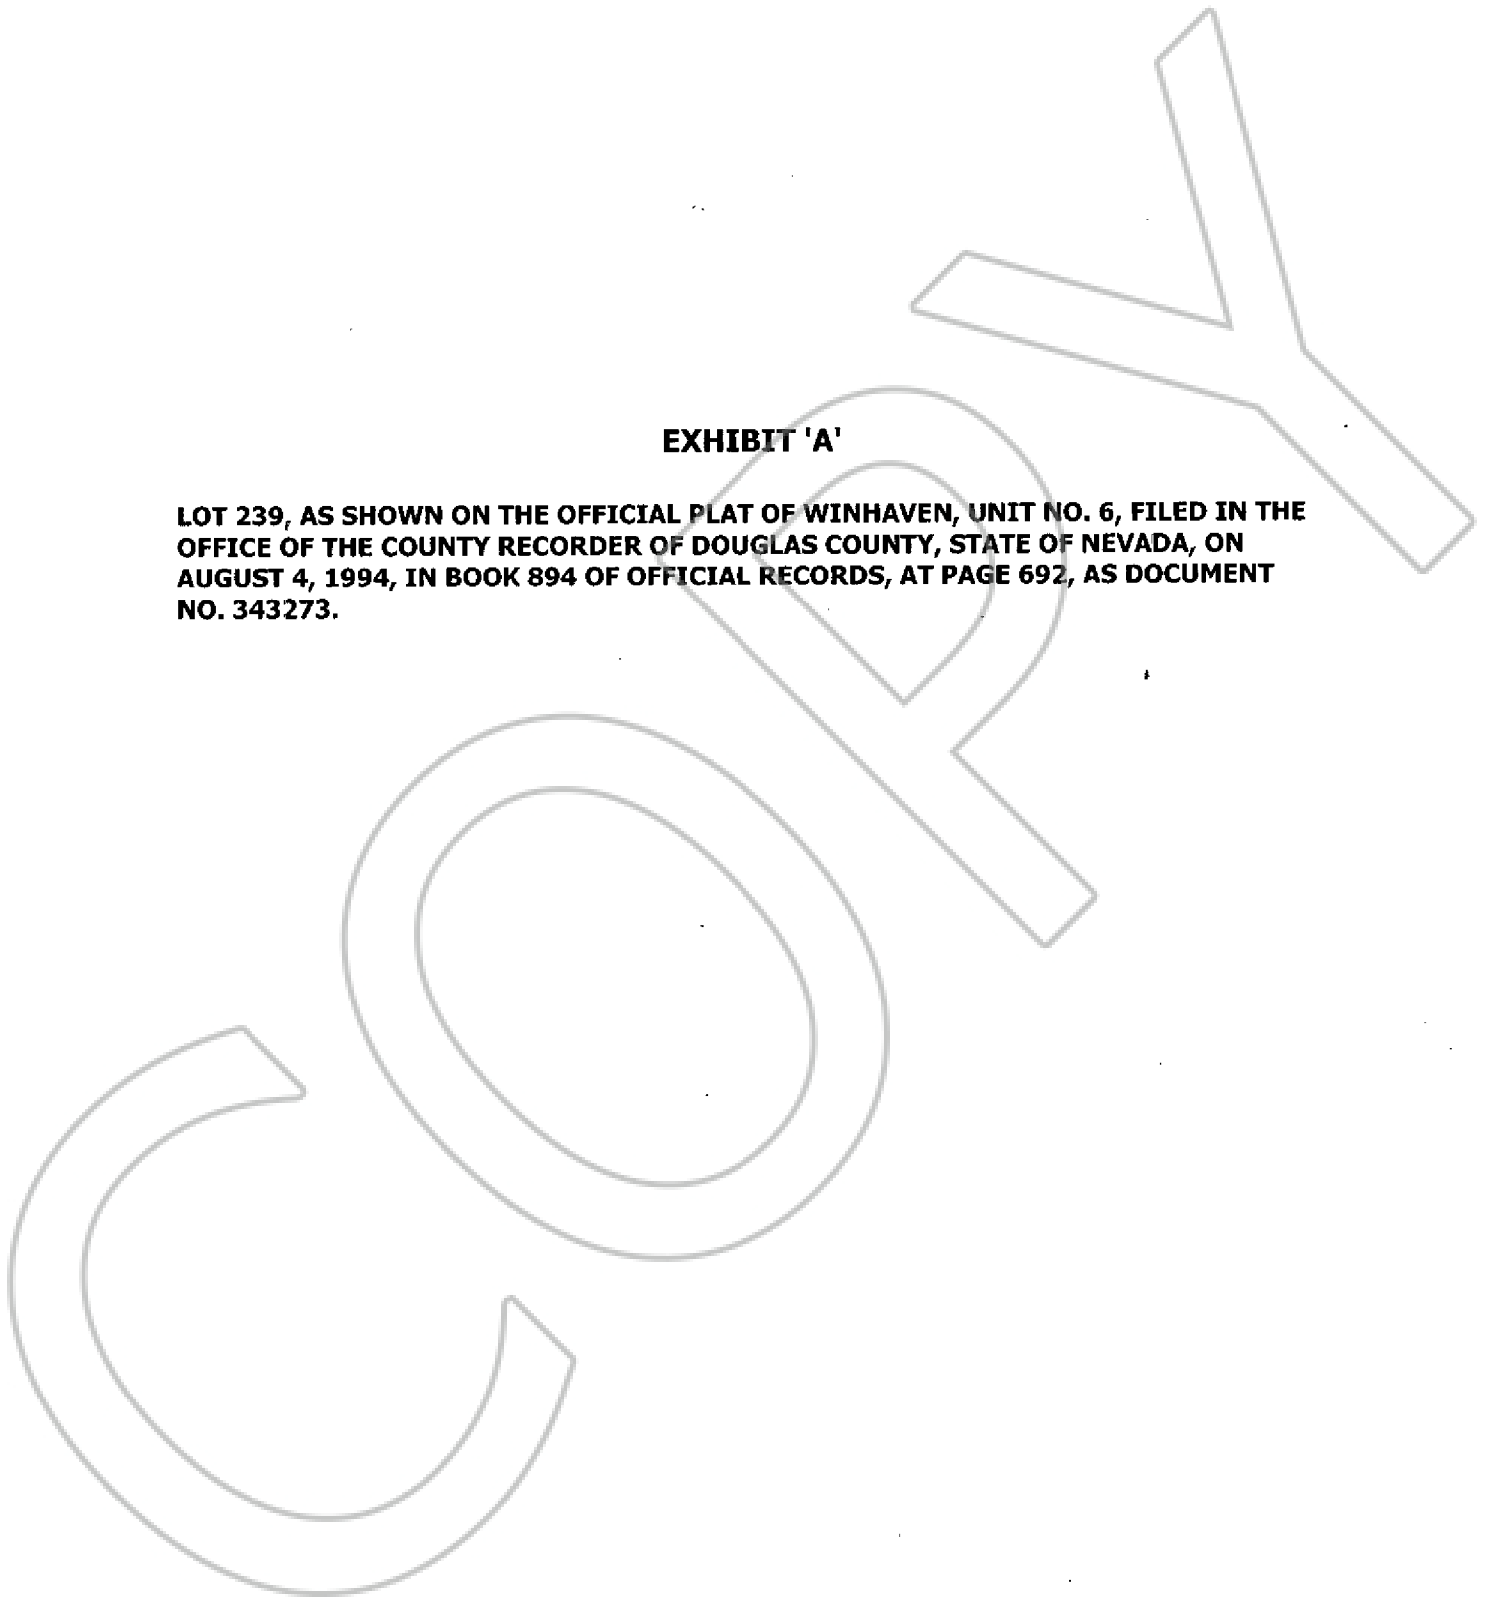 EXHIBIT 'A'
LOT 239, AS SHOWN ON THE OFFICIAL PLAT OF WINHAVEN, UNIT NO. 6, FILED IN THE
OFFICE OF THE COUNTY RECORDER OF DOUGLAS COUNTY, STATE OF NEVADA, ON
AUGUST 4, 1994, IN BOOK 894 OF OFFICIAL RECORDS, AT PAGE 692, AS DOCUMENT
NO. 343273.
COPY